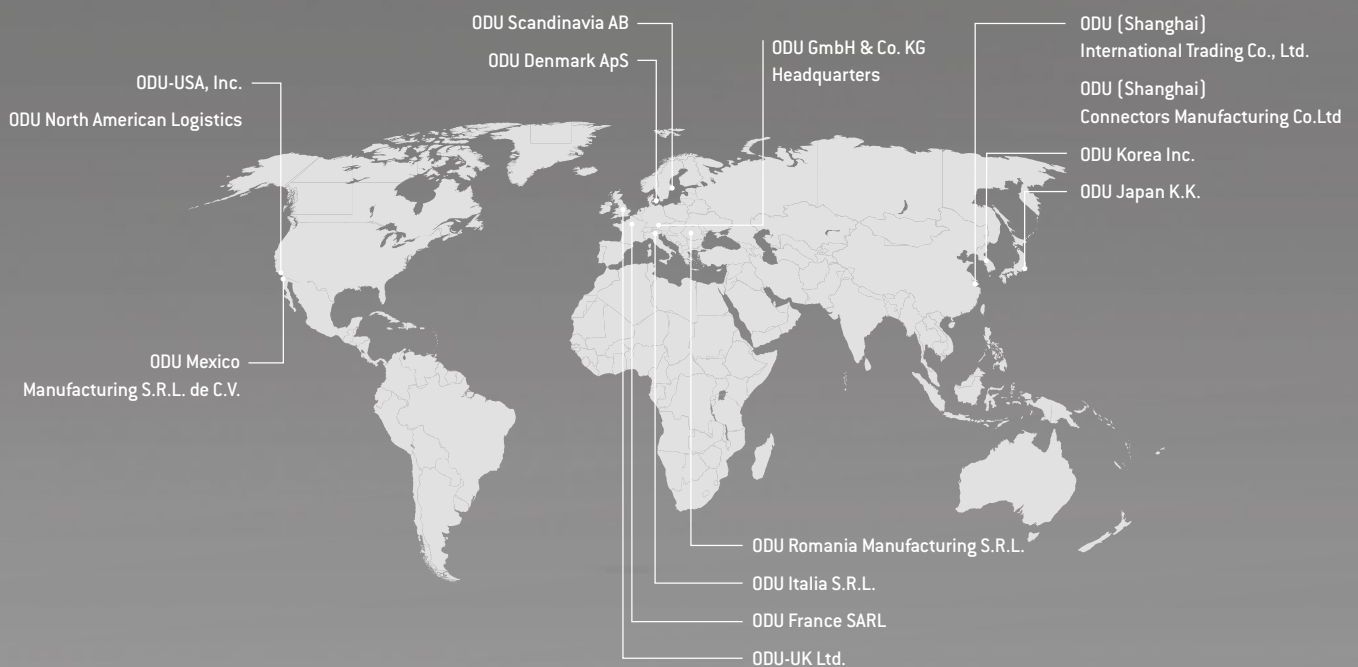 ODU Scandinavia AB
ODU Denmark ApS
ODU GmbH & Co. KG
Headquarters
ODU (Shanghai)
International Trading Co., Ltd.
ODU (Shanghai)
Connectors Manufacturing Co.Ltd
ODU Korea Inc.
ODU Japan K.K.
ODU-USA, Inc.
ODU North American Logistics
ODU Mexico
Manufacturing S.R.L. de C.V.
ODU Romania Manufacturing S.R.L.
ODU Italia S.R.L.
ODU France SARL
ODU-UK Ltd.